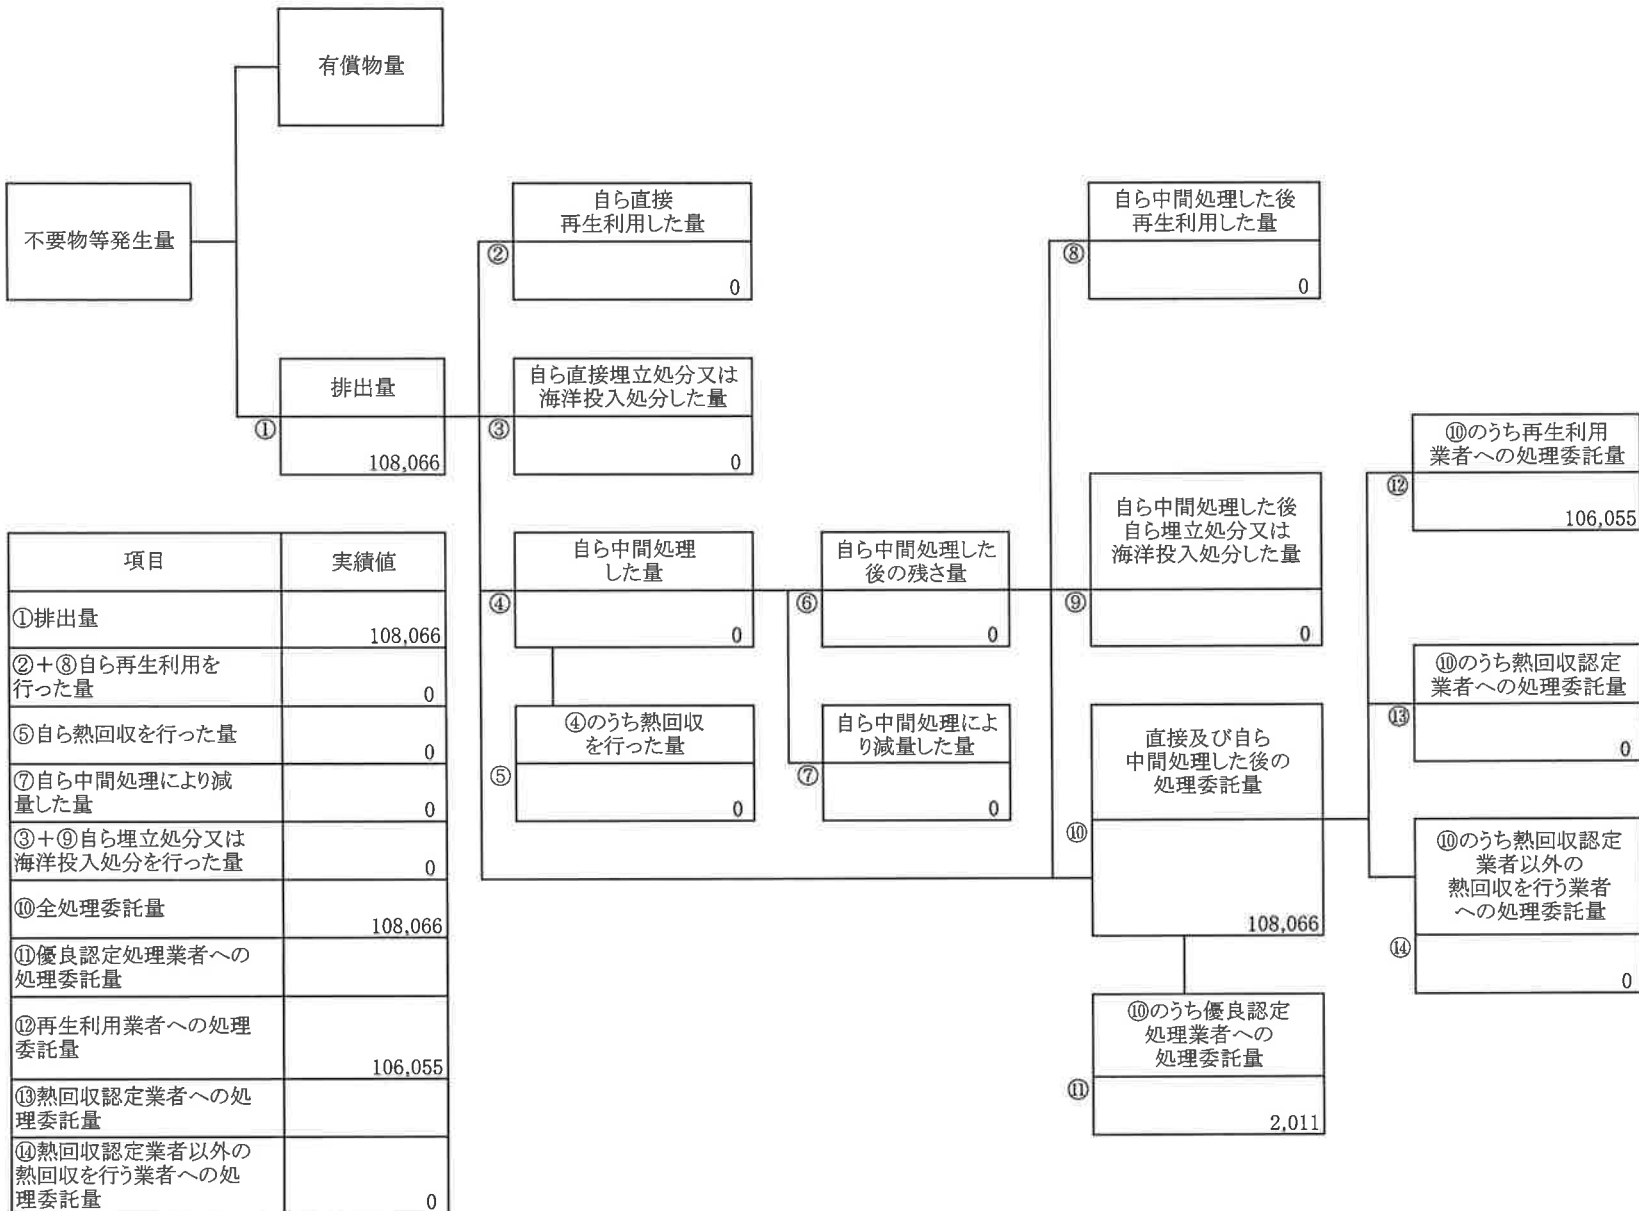 有償物量
不要物等発生量
自ら直接
再生利用した量
②
0
自ら中間処理した後
再生利用した量
⑧
0
排出量
①
108,066
自ら直接埋立処分又は
海洋投入処分した量
③
0
⑩のうち再生利用
業者への処理委託量
⑫
106,055
自ら中間処理
した量
④
0
自ら中間処理した
後の残さ量
⑥
0
自ら中間処理した後
自ら埋立処分又は
海洋投入処分した量
⑨
0
⑩のうち熱回収認定
業者への処理委託量
⑬
0
④のうち熱回収
を行った量
⑤
0
自ら中間処理によ
り減量した量
⑦
0
直接及び自ら
中間処理した後の
処理委託量
⑩
108,066
⑩のうち熱回収認定
業者以外の
熱回収を行う業者
への処理委託量
⑭
0
⑩のうち優良認定
処理業者への
処理委託量
⑪
2,011
項目 実績値
①排出量
108,066
②+⑧自ら再生利用を
行った量 0
⑤自ら熱回収を行った量
0
⑦自ら中間処理により減
量した量 0
③+⑨自ら埋立処分又は
海洋投入処分を行った量 0
⑩全処理委託量
108,066
⑪優良認定処理業者への
処理委託量
⑫再生利用業者への処理
委託量
106,055
⑬熱回収認定業者への処
理委託量
⑭熱回収認定業者以外の
熱回収を行う業者への処
理委託量 0